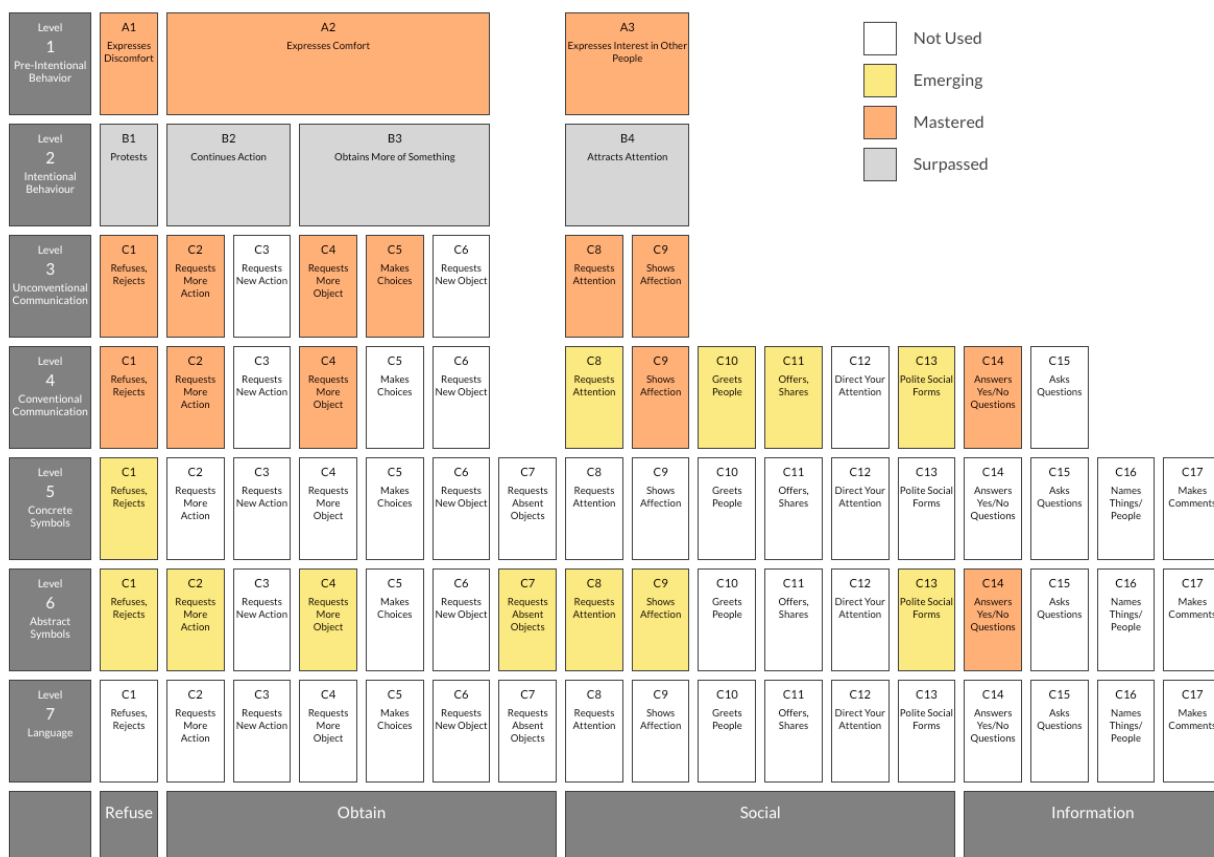 Level
1
Pre-Intentional
Behavior
A1
Expresses
Discomfort
A2
Expresses Comfort
A3
Expresses Interest in Other
People
Not Used
Emerging
Mastered
Surpassed
Level
2
Intentional
Behaviour
B1
Protests
B2
Continues Action
B3
Obtains More of Something
B4
Attracts Attention
Level
3
Unconventional
Communication
C1
Refuses,
Rejects
C2
Requests
More
Action
C3
Requests
New Action
C4
Requests
More
Object
C5
Makes
Choices
C6
Requests
New Object
C8
Requests
Attention
C9
Shows
Affection
Level
4
Conventional
Communication
C1
Refuses,
Rejects
C2
Requests
More
Action
C3
Requests
New Action
C4
Requests
More
Object
C5
Makes
Choices
C6
Requests
New Object
C8
Requests
Attention
C9
Shows
Affection
C10
Greets
People
C11
Offers,
Shares
C12
Direct Your
Attention
C13
Polite Social
Forms
C14
Answers
Yes/No
Questions
C15
Asks
Questions
Level
5
Concrete
Symbols
C1
Refuses,
Rejects
C2
Requests
More
Action
C3
Requests
New Action
C4
Requests
More
Object
C5
Makes
Choices
C6
Requests
New Object
C7
Requests
Absent
Objects
C8
Requests
Attention
C9
Shows
Affection
C10
Greets
People
C11
Offers,
Shares
C12
Direct Your
Attention
C13
Polite Social
Forms
C14
Answers
Yes/No
Questions
C15
Asks
Questions
C16
Names
Things/
People
C17
Makes
Comments
Level
6
Abstract
Symbols
C1
Refuses,
Rejects
C2
Requests
More
Action
C3
Requests
New Action
C4
Requests
More
Object
C5
Makes
Choices
C6
Requests
New Object
C7
Requests
Absent
Objects
C8
Requests
Attention
C9
Shows
Affection
C10
Greets
People
C11
Offers,
Shares
C12
Direct Your
Attention
C13
Polite Social
Forms
C14
Answers
Yes/No
Questions
C15
Asks
Questions
C16
Names
Things/
People
C17
Makes
Comments
Level
7
Language
C1
Refuses,
Rejects
C2
Requests
More
Action
C3
Requests
New Action
C4
Requests
More
Object
C5
Makes
Choices
C6
Requests
New Object
C7
Requests
Absent
Objects
C8
Requests
Attention
C9
Shows
Affection
C10
Greets
People
C11
Offers,
Shares
C12
Direct Your
Attention
C13
Polite Social
Forms
C14
Answers
Yes/No
Questions
C15
Asks
Questions
C16
Names
Things/
People
C17
Makes
Comments
Refuse
Obtain
Social
Information